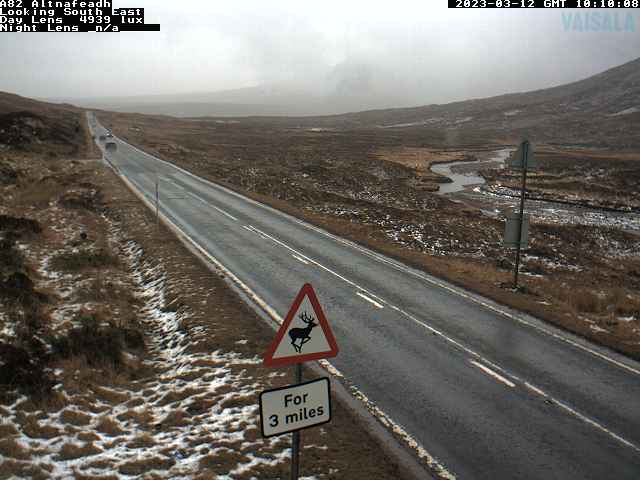 A82 Altnafeadh
Looking South East
Day Lens 4939 lux
Night Lens n/a
2023-03-12 GMT 10:10:08
VAISALA
For
3 miles